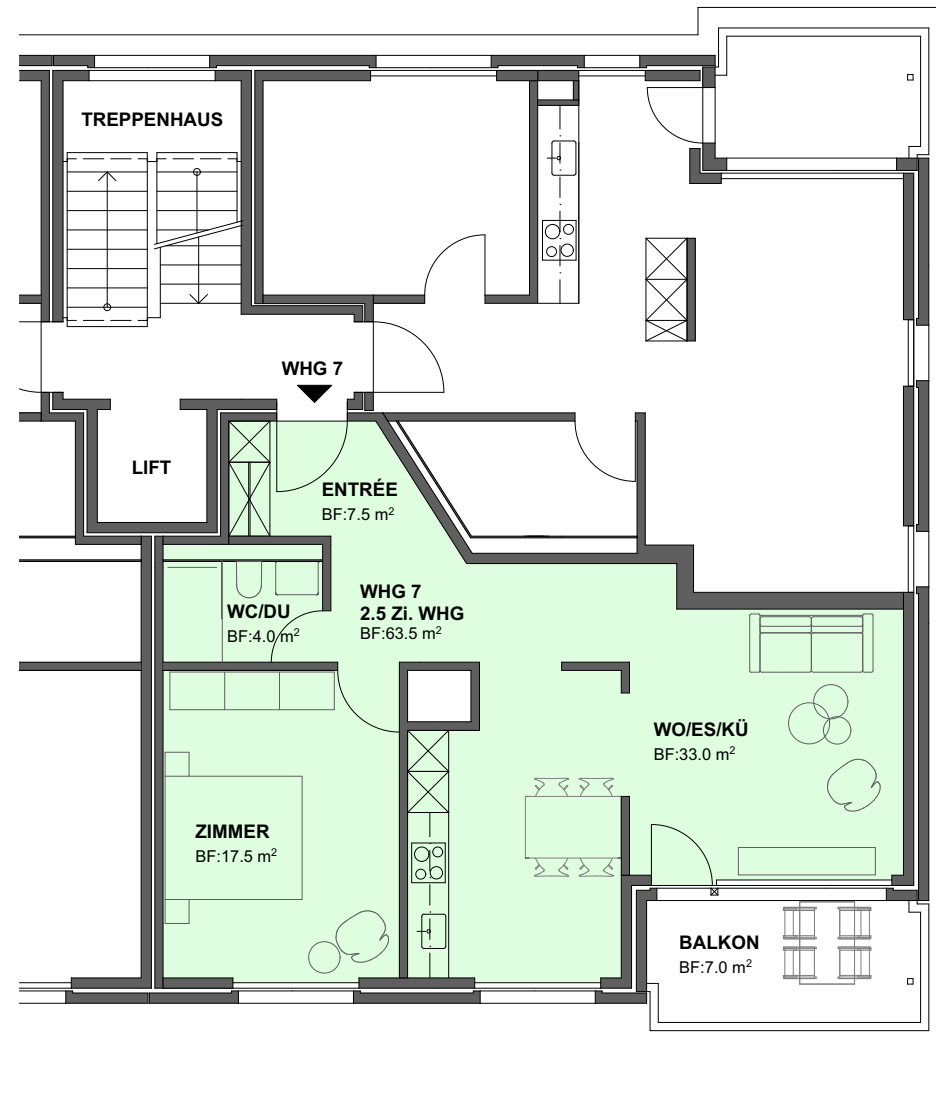 TREPPENHAUS
WHG 7
LIFT
ENTRÉE
BF:7.5 m²
WHG 7
2.5 Zi. WHG
BF:63.5 m²
WC/DU
BF:4.0 m²
WO/ES/KÜ
BF:33.0 m²
ZIMMER
BF:17.5 m²
BALKON
BF:7.0 m²